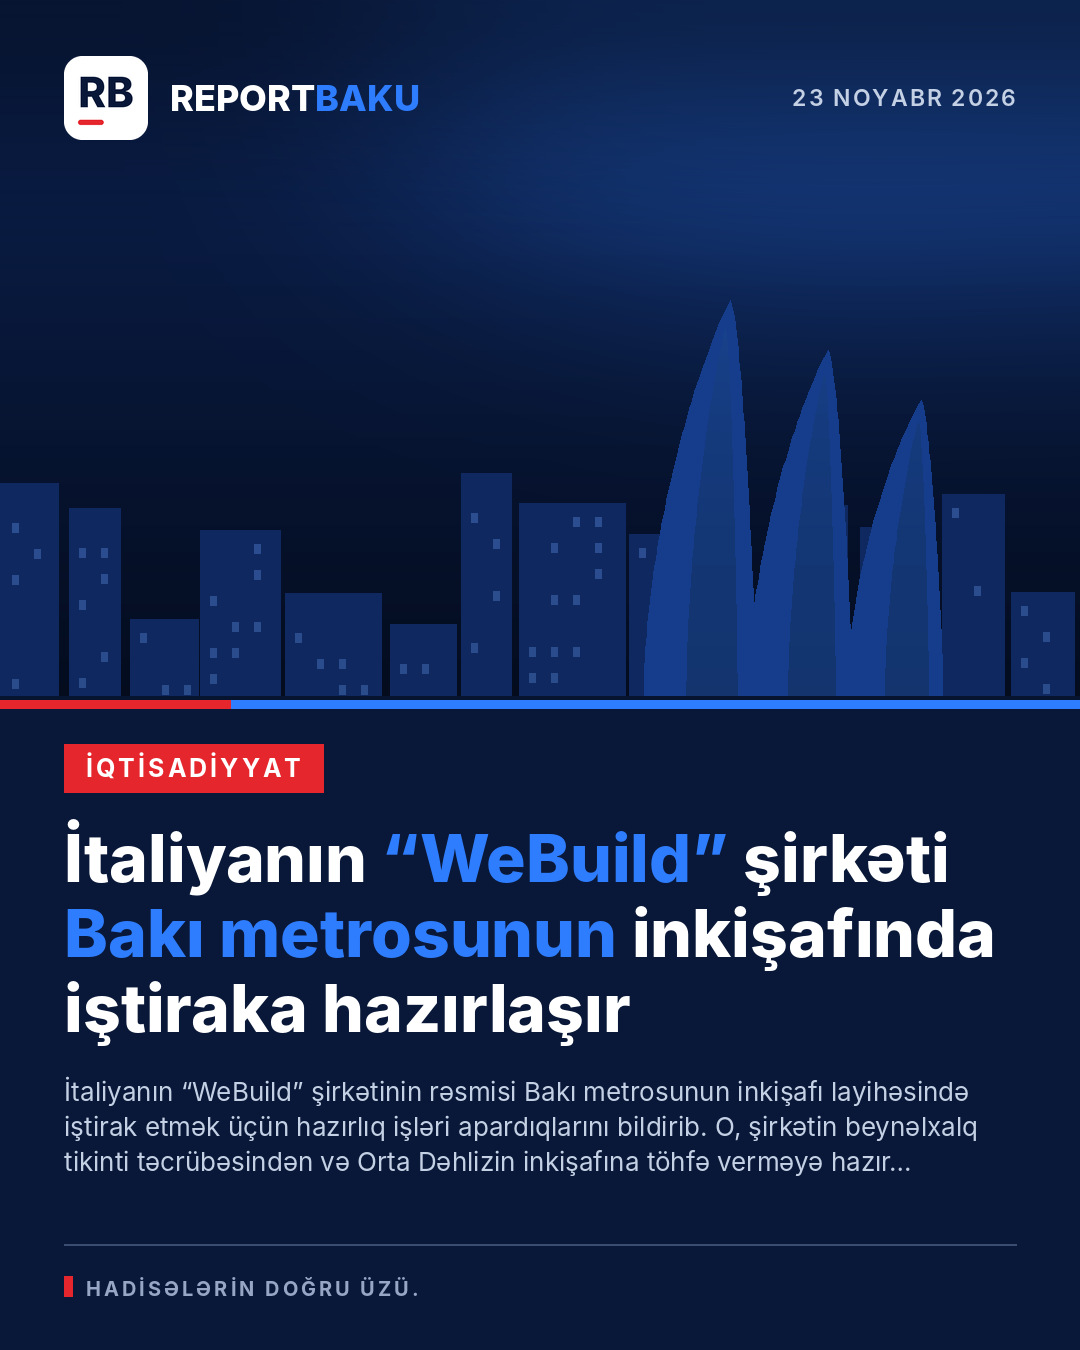 RB
REPORTBAKU
23 NOYABR 2026
İQTİSADİYYAT
İtaliyanın “WeBuild” şirkəti
Bakı metrosunun inkişafında
iştiraka hazırlaşır
İtaliyanın “WeBuild” şirkətinin rəsmisi Bakı metrosunun inkişafı layihəsində
iştirak etmək üçün hazırlıq işləri apardıqlarını bildirib. O, şirkətin beynəlxalq
tikinti təcrübəsindən və Orta Dəhlizin inkişafına töhfə verməyə hazır...
HADİSƏLƏRİN DOĞRU ÜZÜ.